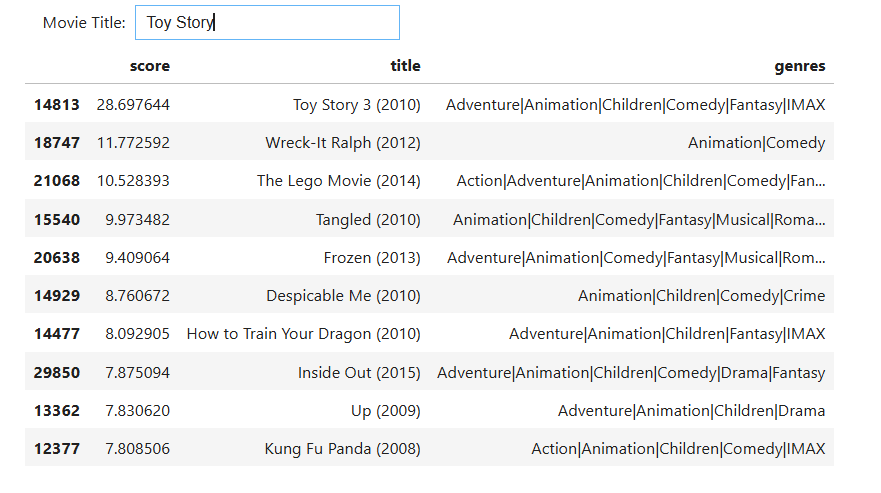 Movie Title: Toy Story
score title genres
14813 28.697644 Toy Story 3 (2010) Adventure|Animation|Children|Comedy|Fantasy|IMAX
18747 11.772592 Wreck-It Ralph (2012) Animation|Comedy
21068 10.528393 The Lego Movie (2014) Action|Adventure|Animation|Children|Comedy|Fan...
15540 9.973482 Tangled (2010) Animation|Children|Comedy|Fantasy|Musical|Roma...
20638 9.409064 Frozen (2013) Adventure|Animation|Comedy|Fantasy|Musical|Rom...
14929 8.760672 Despicable Me (2010) Animation|Children|Comedy|Crime
14477 8.092905 How to Train Your Dragon (2010) Adventure|Animation|Children|Fantasy|IMAX
29850 7.875094 Inside Out (2015) Adventure|Animation|Children|Comedy|Drama|Fantasy
13362 7.830620 Up (2009) Adventure|Animation|Children|Drama
12377 7.808506 Kung Fu Panda (2008) Action|Animation|Children|Comedy|IMAX